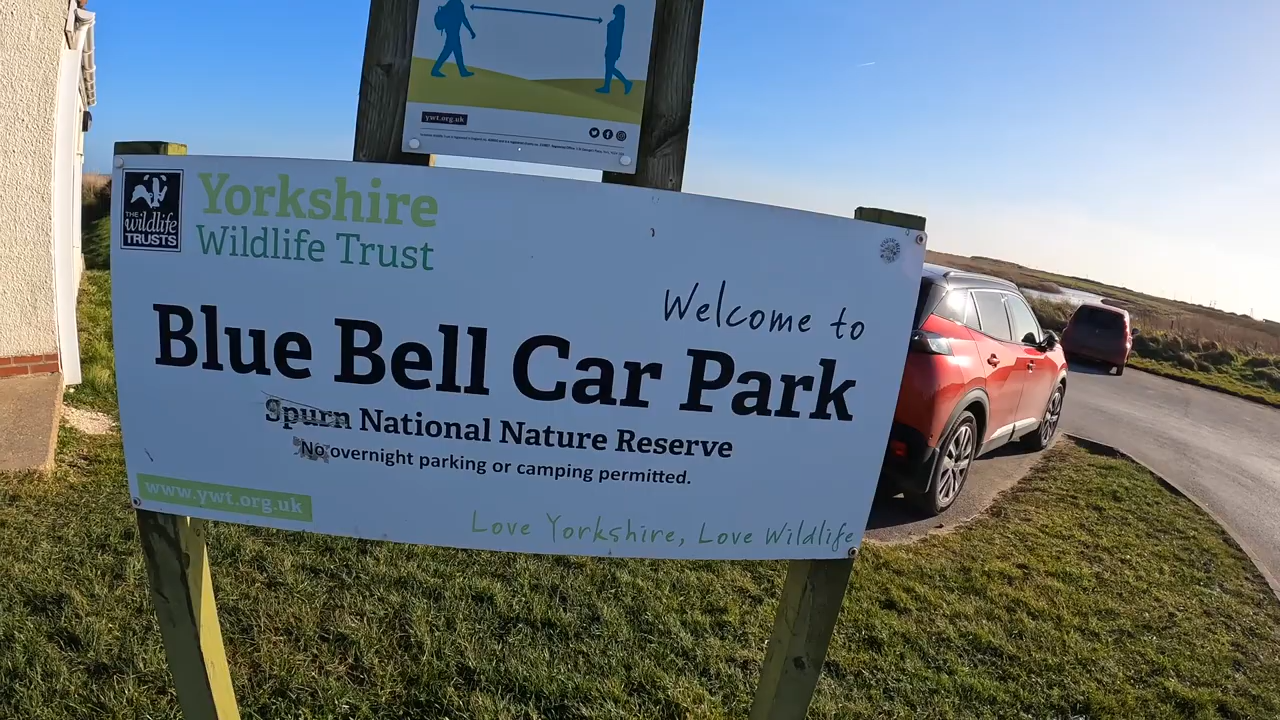 ywt.org.uk
THE
wildlife
TRUSTS
Yorkshire
Wildlife Trust
Welcome to
Blue Bell Car Park
Spurn National Nature Reserve
No overnight parking or camping permitted.
www.ywt.org.uk
Love Yorkshire, Love Wildlife